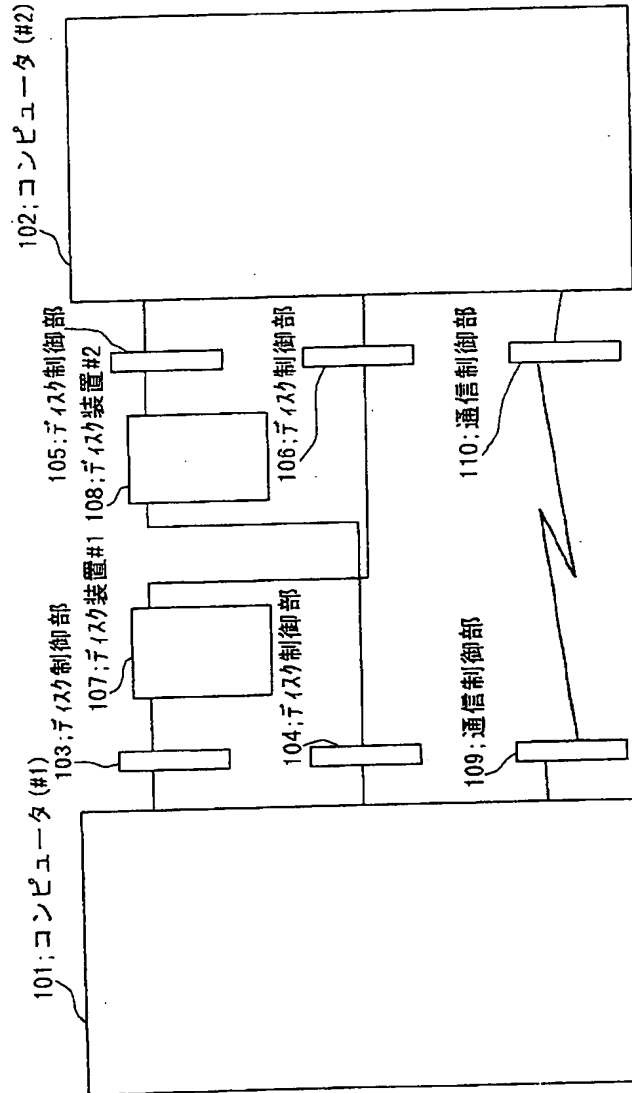 101;コンピュータ(#1)
102;コンピュータ(#2)
103;ディスク制御部
107;ディスク装置#1
108;ディスク装置#2
105;ディスク制御部
104;ディスク制御部
106;ディスク制御部
109;通信制御部
110;通信制御部